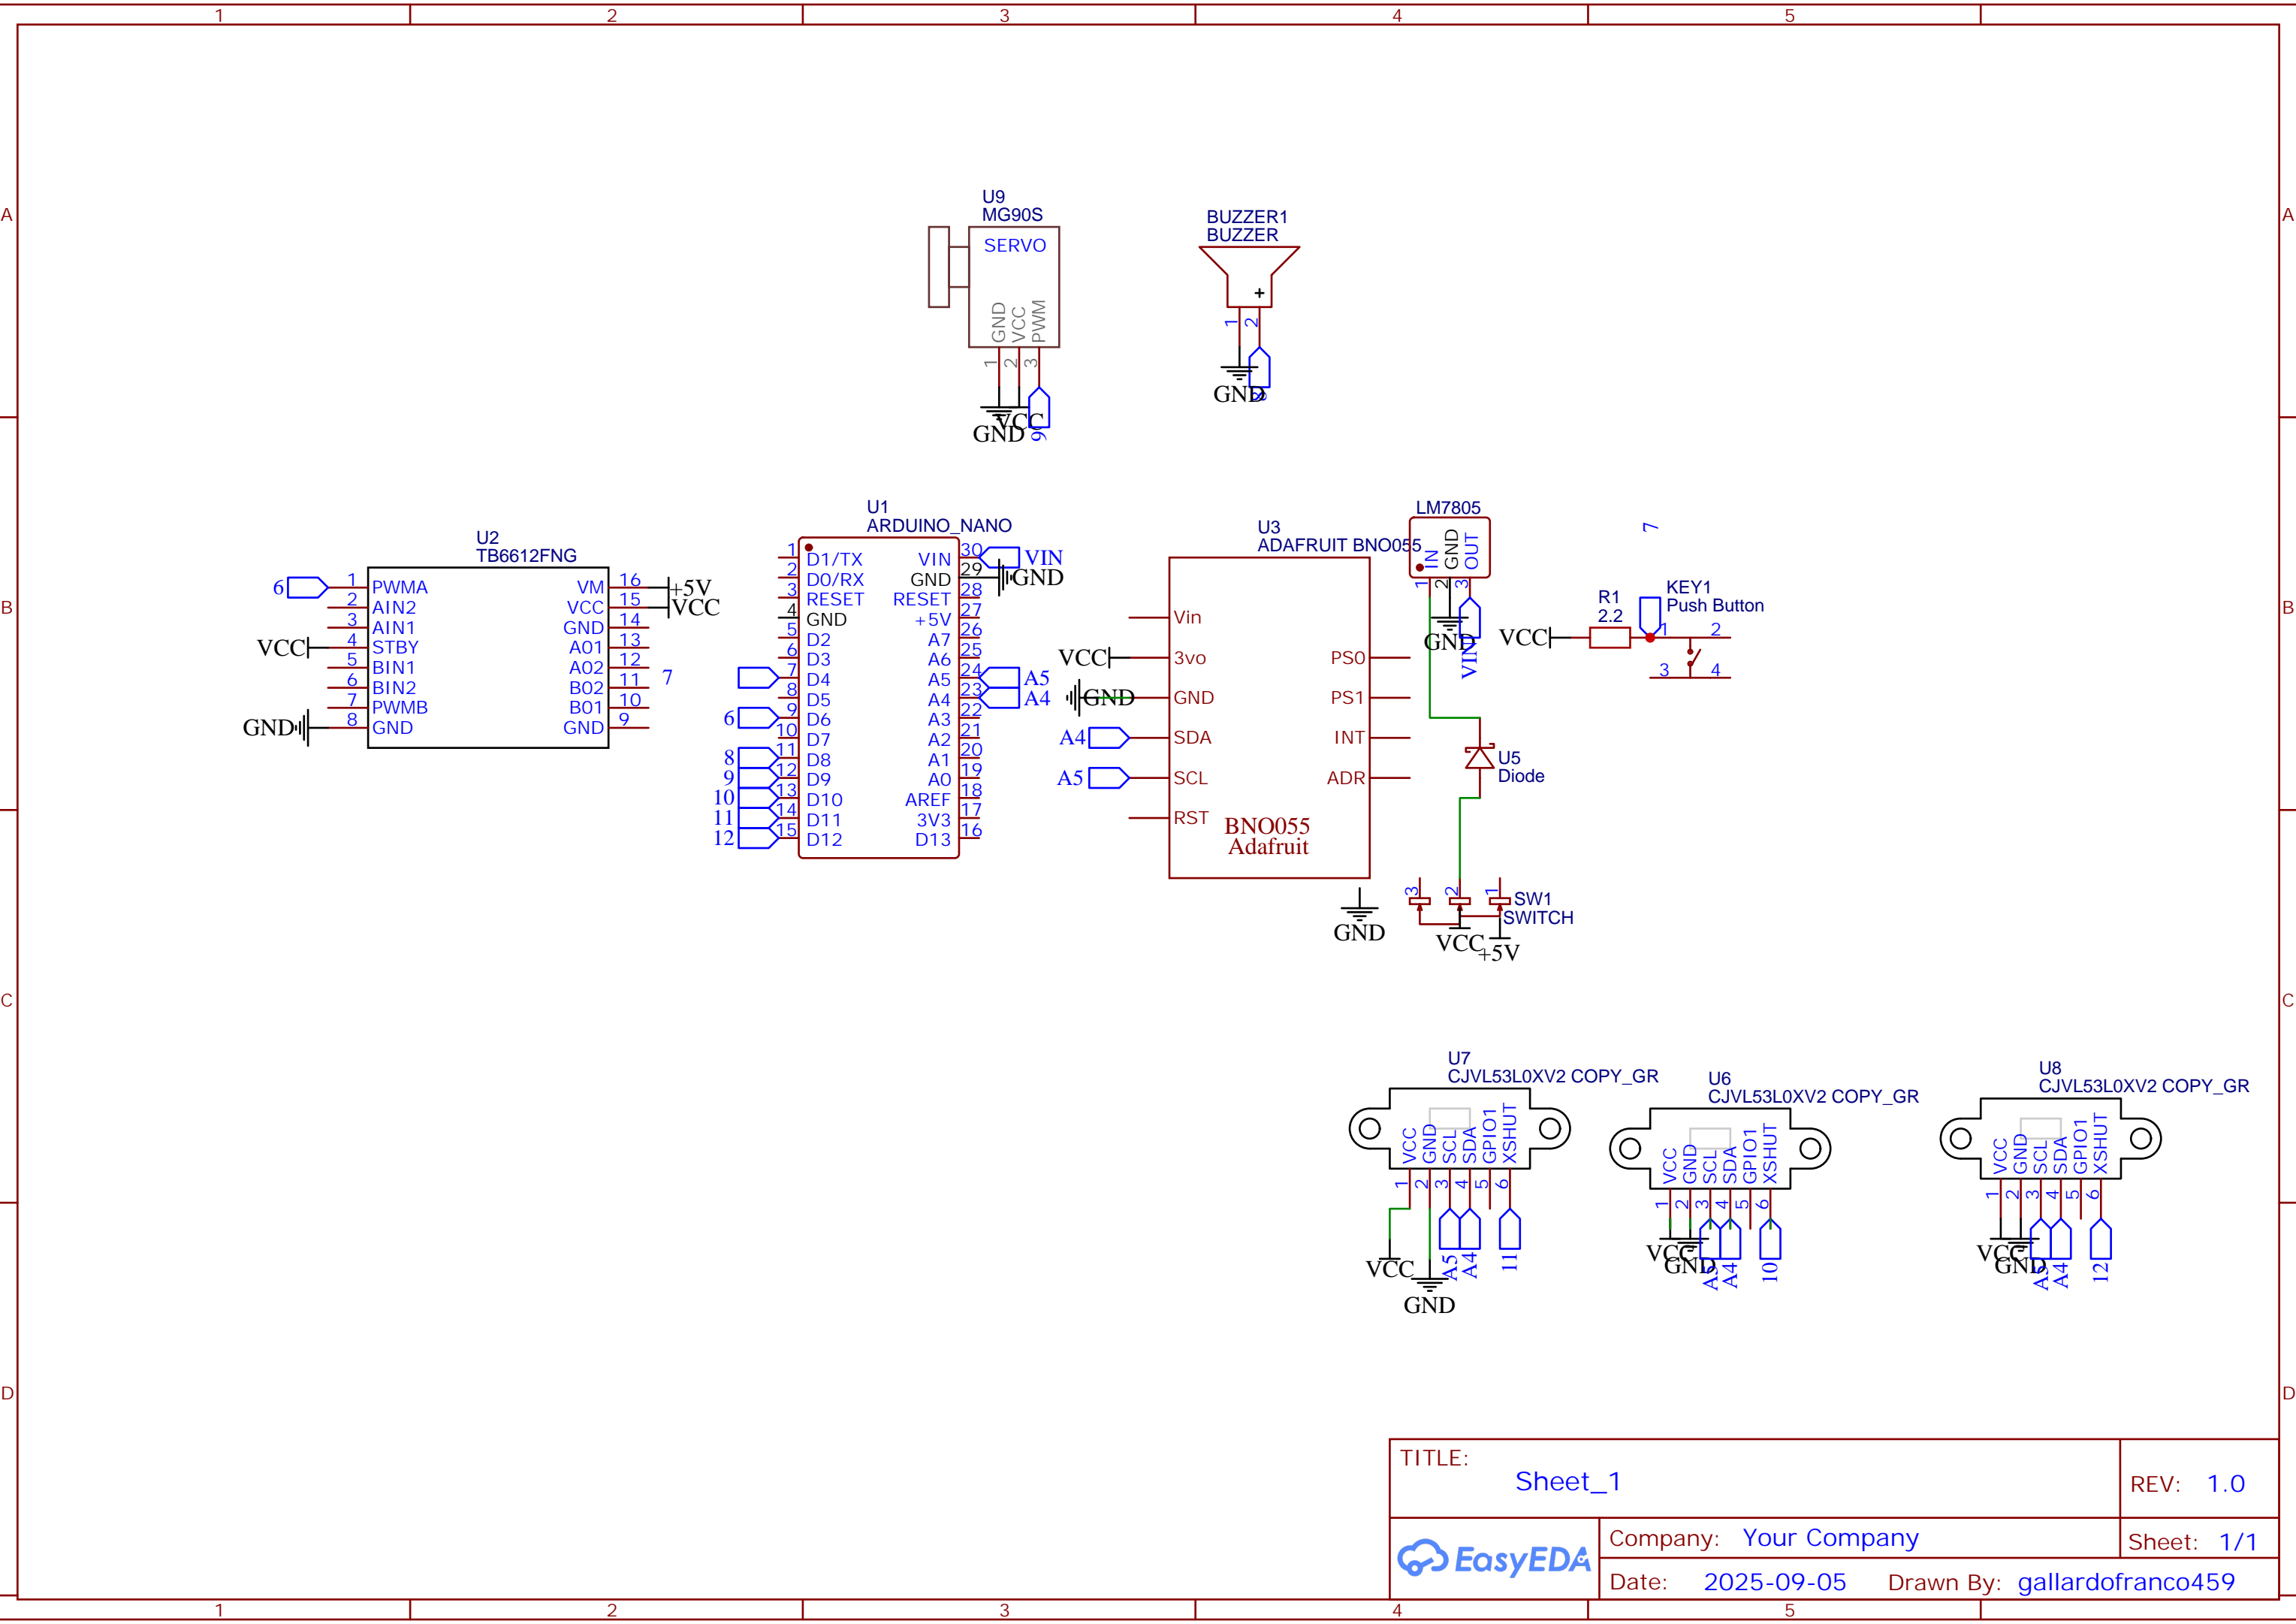 1 2 3 4 5
A A
B B
C C
D D
U9
MG90S
SERVO
GND
VCC
PWM
1 2 3
GND
VCC
9
BUZZER1
BUZZER
+
1 2
GND
8
U2
TB6612FNG
6 1 PWMA
2 AIN2
3 AIN1
VCC 4 STBY
5 BIN1
6 BIN2
7 PWMB
GND 8 GND
VM 16 +5V
VCC 15 VCC
GND 14
A01 13
A02 12
B02 11
B01 10
GND 9
7
U1
ARDUINO_NANO
1 D1/TX
2 D0/RX
3 RESET
4 GND
5 D2
6 D3
7 D4
8 D5
6 9 D6
10 D7
8 11 D8
9 12 D9
10 13 D10
11 14 D11
12 15 D12
VIN 30 VIN
GND 29 GND
RESET 28
+5V 27
A7 26
A6 25
A5 24 A5
A4 23 A4
A3 22
A2 21
A1 20
A0 19
AREF 18
3V3 17
D13 16
U3
ADAFRUIT BNO055
Vin
VCC 3vo
GND GND
A4 SDA
A5 SCL
RST
PS0
PS1
INT
ADR
BNO055
Adafruit
GND
LM7805
IN
GND
OUT
1 2 3
GND
VIN
U5
Diode
3 2 1
SW1
SWITCH
VCC
+5V
7
VCC
R1
2.2
KEY1
Push Button
1 2
3 4
U7
CJVL53L0XV2 COPY_GR
VCC
GND
SCL
SDA
GPIO1
XSHUT
1 2 3 4 5 6
VCC
GND
A5
A4
11
U6
CJVL53L0XV2 COPY_GR
VCC
GND
SCL
SDA
GPIO1
XSHUT
1 2 3 4 5 6
VCC
GND
A5
A4
10
U8
CJVL53L0XV2 COPY_GR
VCC
GND
SCL
SDA
GPIO1
XSHUT
1 2 3 4 5 6
VCC
GND
A5
A4
12
TITLE:
Sheet_1
REV: 1.0
EasyEDA
Company: Your Company
Sheet: 1/1
Date: 2025-09-05
Drawn By: gallardofranco459
1 2 3 4 5